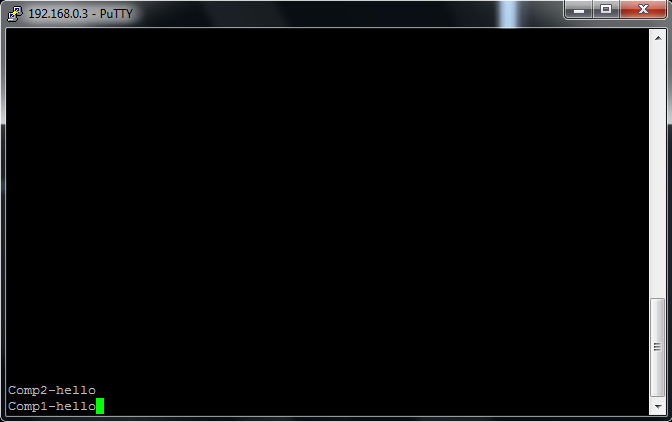 192.168.0.3 - PuTTY
Comp2-hello
Comp1-hello